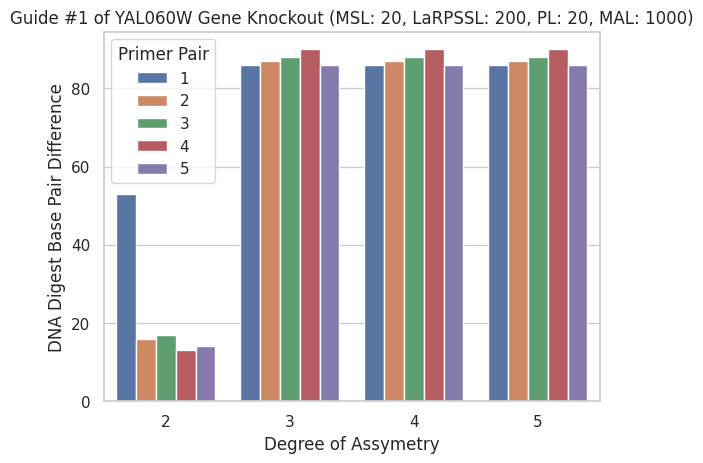 Guide #1 of YAL060W Gene Knockout (MSL: 20, LaRPSSL: 200, PL: 20, MAL: 1000)
Primer Pair
1
2
3
4
5
DNA Digest Base Pair Difference
80
60
40
20
0
2 3 4 5
Degree of Assymetry